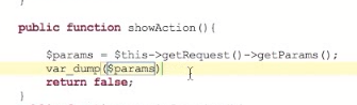 }
public function showAction(){
$params = $this->getRequest()->getParams();
var_dump($params)
return false;
}